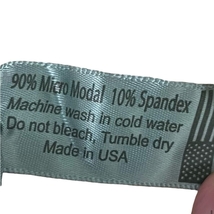 90% Micro Modal 10% Spandex
Machine wash in cold water
Do not bleach, Tumble dry
Made in USA